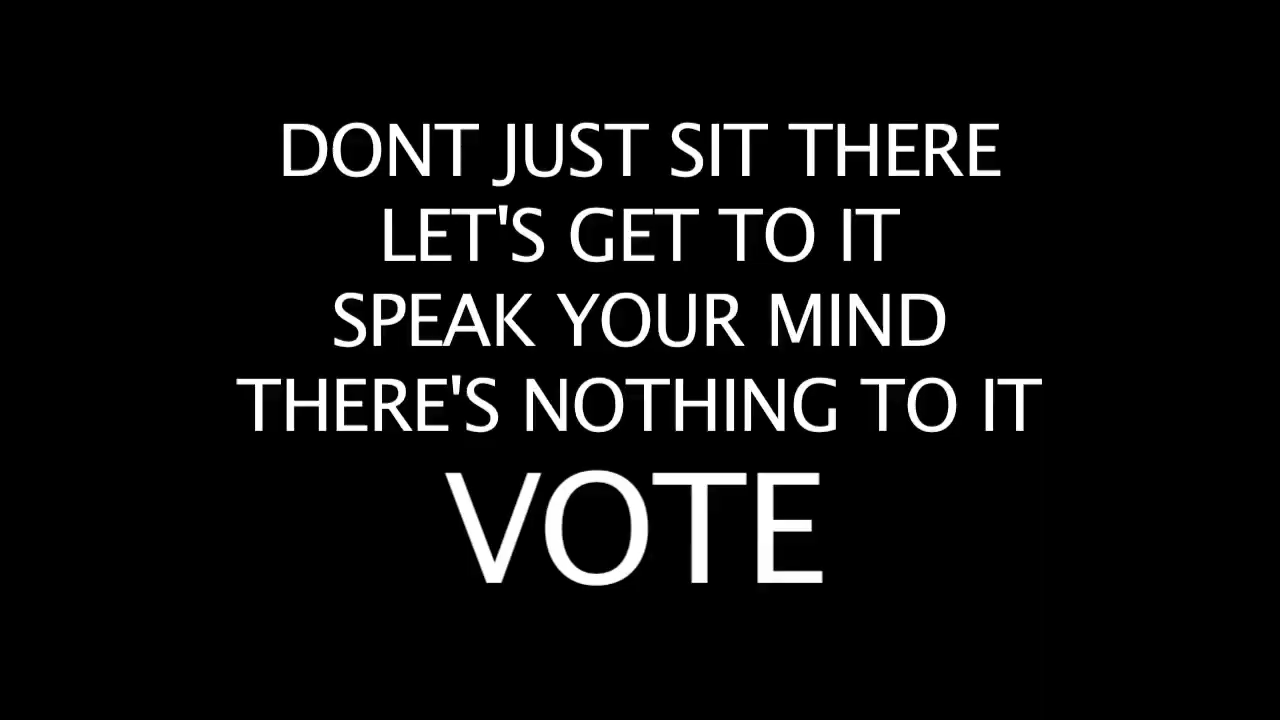 DONT JUST SIT THERE
LET'S GET TO IT
SPEAK YOUR MIND
THERE'S NOTHING TO IT
VOTE